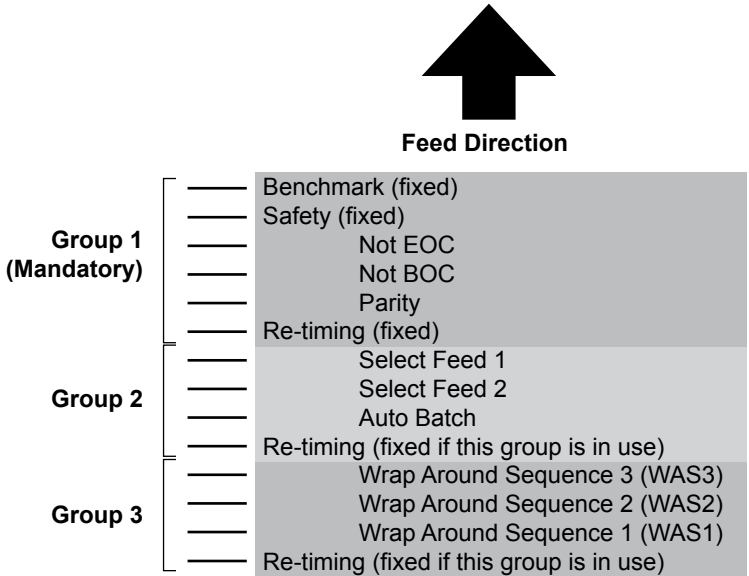 Feed Direction
Group 1
(Mandatory)
Benchmark (fixed)
Safety (fixed)
Not EOC
Not BOC
Parity
Re-timing (fixed)
Group 2
Select Feed 1
Select Feed 2
Auto Batch
Re-timing (fixed if this group is in use)
Group 3
Wrap Around Sequence 3 (WAS3)
Wrap Around Sequence 2 (WAS2)
Wrap Around Sequence 1 (WAS1)
Re-timing (fixed if this group is in use)